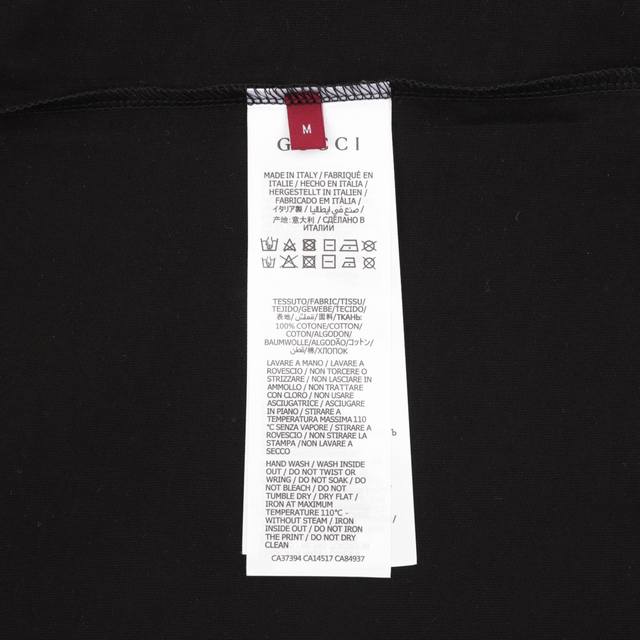 M
GUCCI
MADE IN ITALY / FABRIQUÉ EN
ITALIE / HECHO EN ITALIA /
HERGESTELLT IN ITALIEN /
FABRICADO EM ITÁLIA /
イタリア製 / صنع في إيطاليا /
产地：意大利 / СДЕЛАНО В
ИТАЛИИ
TESSUTO/FABRIC/TISSU/
TEJIDO/GEWEBE/TECIDO/
表地/قماش/面料/ТКАНЬ:
100% COTONE/COTTON/
COTON/ALGODON/
BAUMWOLLE/ALGODÃO/コットン/
قطن/棉/ХЛОПОК
LAVARE A MANO / LAVARE A
ROVESCIO / NON TORCERE O
STRIZZARE / NON LASCIARE IN
AMMOLLO / NON TRATTARE
CON CLORO / NON USARE
ASCIUGATRICE / ASCIUGARE
IN PIANO / STIRARE A
TEMPERATURA MASSIMA 110
°C SENZA VAPORE / STIRARE A
ROVESCIO / NON STIRARE LA
STAMPA / NON LAVARE A
SECCO
HAND WASH / WASH INSIDE
OUT / DO NOT TWIST OR
WRING / DO NOT SOAK / DO
NOT BLEACH / DO NOT
TUMBLE DRY / DRY FLAT /
IRON AT MAXIMUM
TEMPERATURE 110°C -
WITHOUT STEAM / IRON
INSIDE OUT / DO NOT IRON
THE PRINT / DO NOT DRY
CLEAN
CA37394 CA14517 CA84937